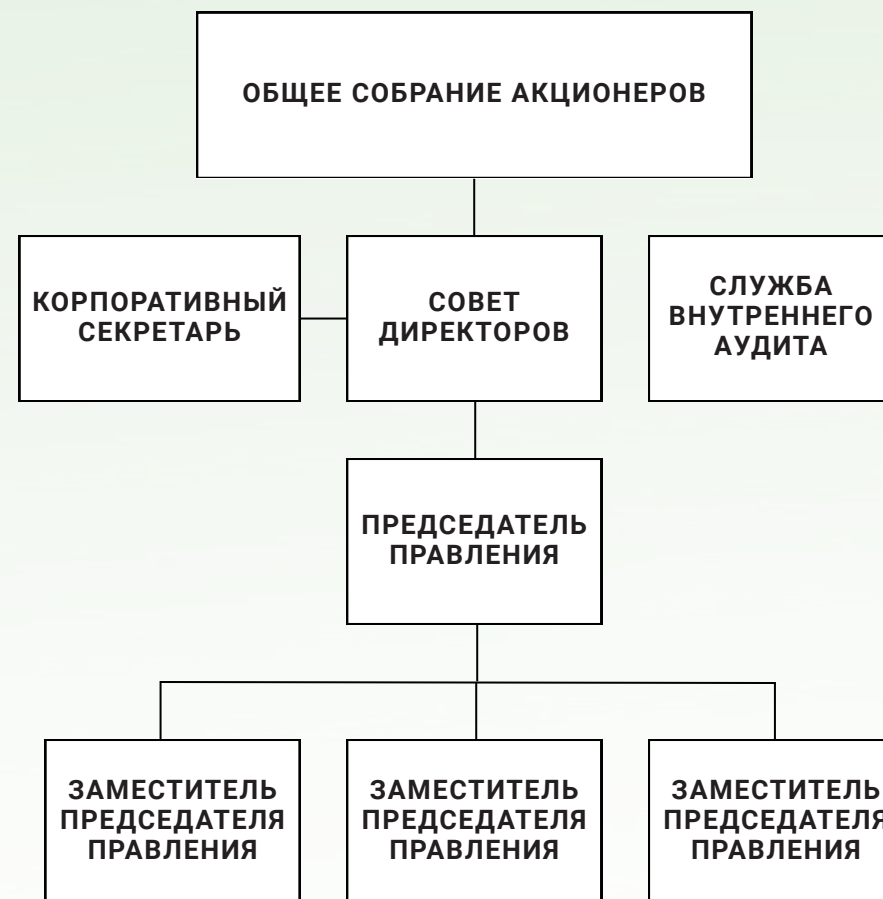 ОБЩЕЕ СОБРАНИЕ АКЦИОНЕРОВ
КОРПОРАТИВНЫЙ
СЕКРЕТАРЬ
СОВЕТ
ДИРЕКТОРОВ
СЛУЖБА
ВНУТРЕННЕГО
АУДИТА
ПРЕДСЕДАТЕЛЬ
ПРАВЛЕНИЯ
ЗАМЕСТИТЕЛЬ
ПРЕДСЕДАТЕЛЯ
ПРАВЛЕНИЯ
ЗАМЕСТИТЕЛЬ
ПРЕДСЕДАТЕЛЯ
ПРАВЛЕНИЯ
ЗАМЕСТИТЕЛЬ
ПРЕДСЕДАТЕЛЯ
ПРАВЛЕНИЯ